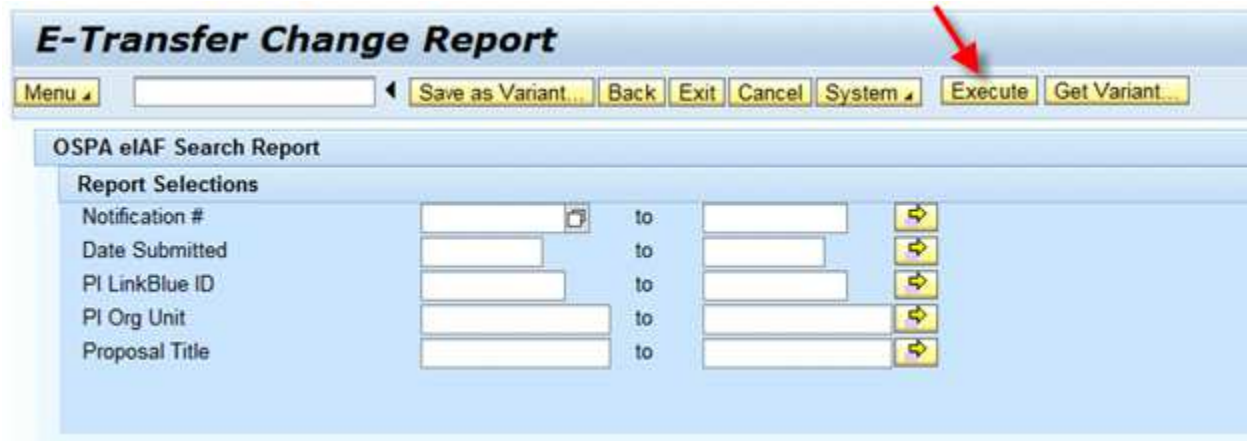 E-Transfer Change Report
Menu Save as Variant... Back Exit Cancel System Execute Get Variant...
OSPA eIAF Search Report
Report Selections
Notification # to
Date Submitted to
PI LinkBlue ID to
PI Org Unit to
Proposal Title to